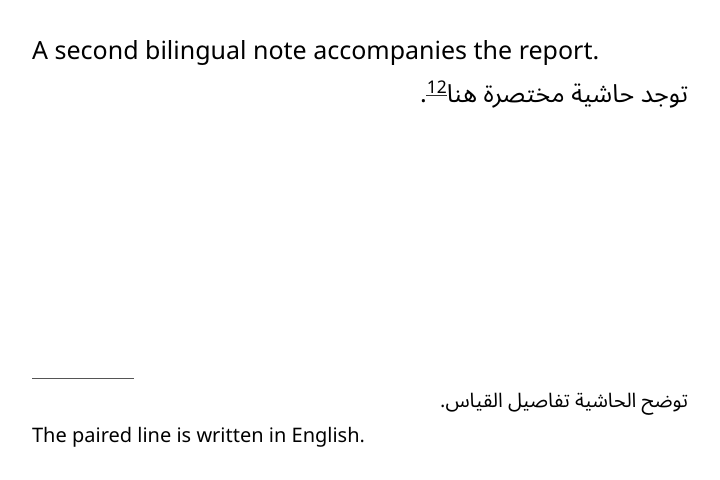 A second bilingual note accompanies the report.
توجد حاشية مختصرة هنا12.
توضح الحاشية تفاصيل القياس.
The paired line is written in English.